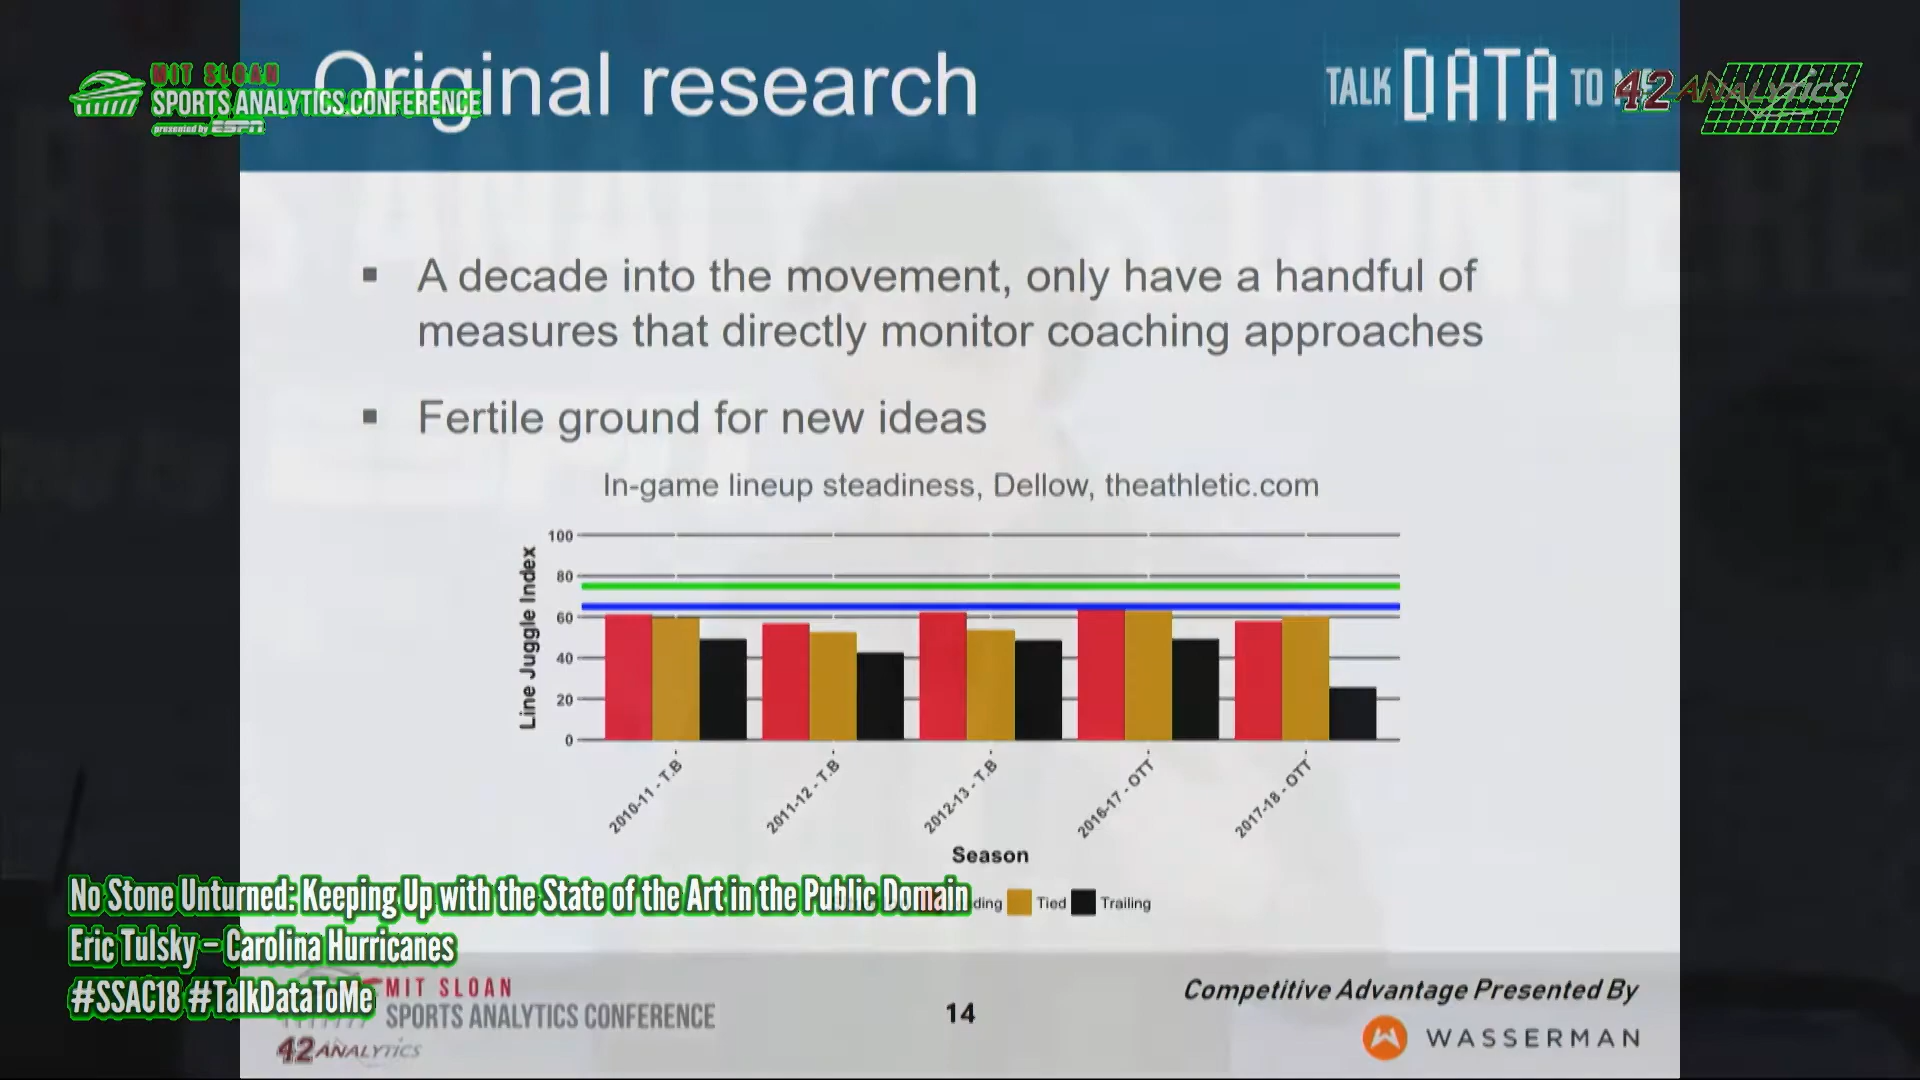 Original research
TALK DATA TO ME
MIT SLOAN
SPORTS ANALYTICS CONFERENCE
presented by ESPN
42 ANALYTICS
▪ A decade into the movement, only have a handful of
measures that directly monitor coaching approaches
▪ Fertile ground for new ideas
In-game lineup steadiness, Dellow, theathletic.com
Line Juggle Index
100
80
60
40
20
0
2010-11 - T.B
2011-12 - T.B
2012-13 - T.B
2016-17 - OTT
2017-18 - OTT
Season
Tied
Trailing
No Stone Unturned: Keeping Up with the State of the Art in the Public Domain
Eric Tulsky – Carolina Hurricanes
#SSAC18 #TalkDataToMe
MIT SLOAN
SPORTS ANALYTICS CONFERENCE
42 ANALYTICS
14
Competitive Advantage Presented By
WASSERMAN